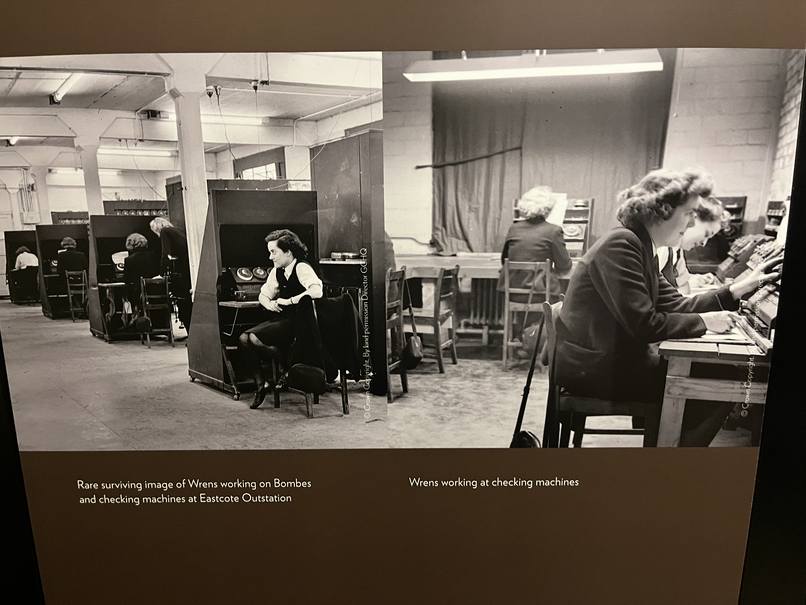 © Crown Copyright. By kind permission Director GCHQ
© Crown Copyright.
Rare surviving image of Wrens working on Bombes
and checking machines at Eastcote Outstation
Wrens working at checking machines